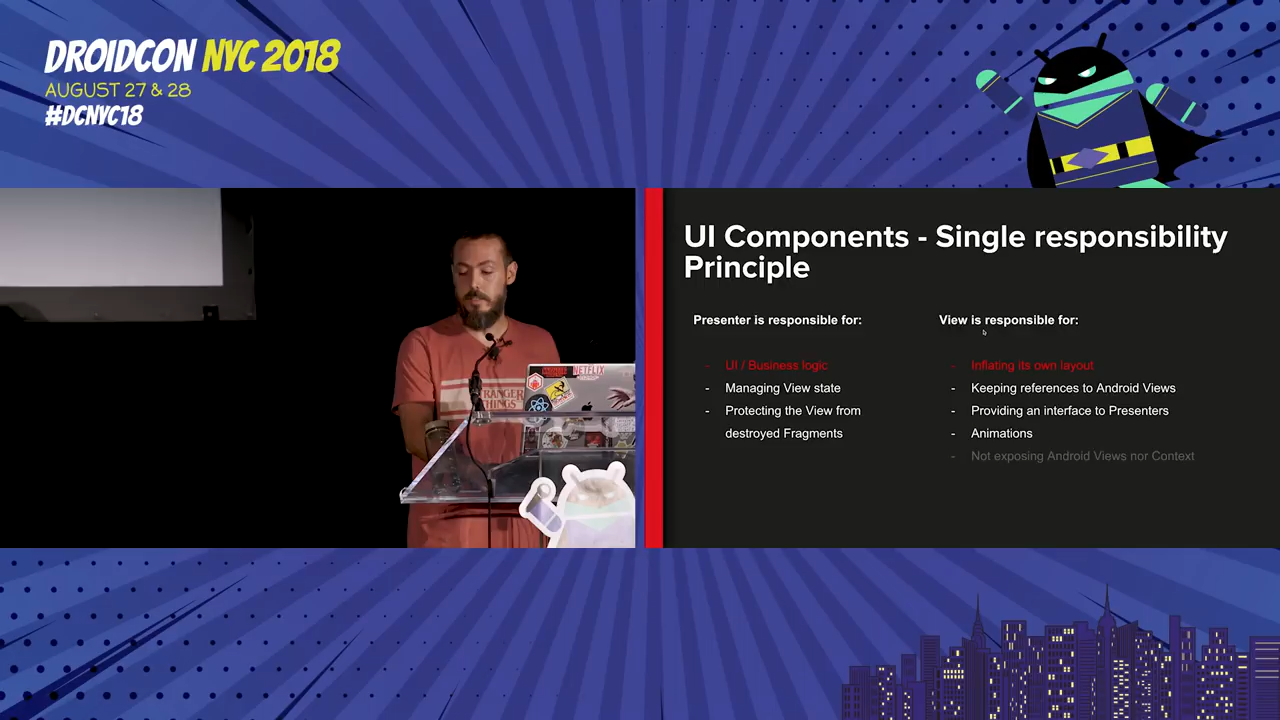 DROIDCON NYC 2018
AUGUST 27 & 28
#DCNYC18
UI Components - Single responsibility
Principle
Presenter is responsible for:
- UI / Business logic
- Managing View state
- Protecting the View from
destroyed Fragments
View is responsible for:
- Inflating its own layout
- Keeping references to Android Views
- Providing an interface to Presenters
- Animations
- Not exposing Android Views nor Context
NETFLIX
TRANGER
THINGS